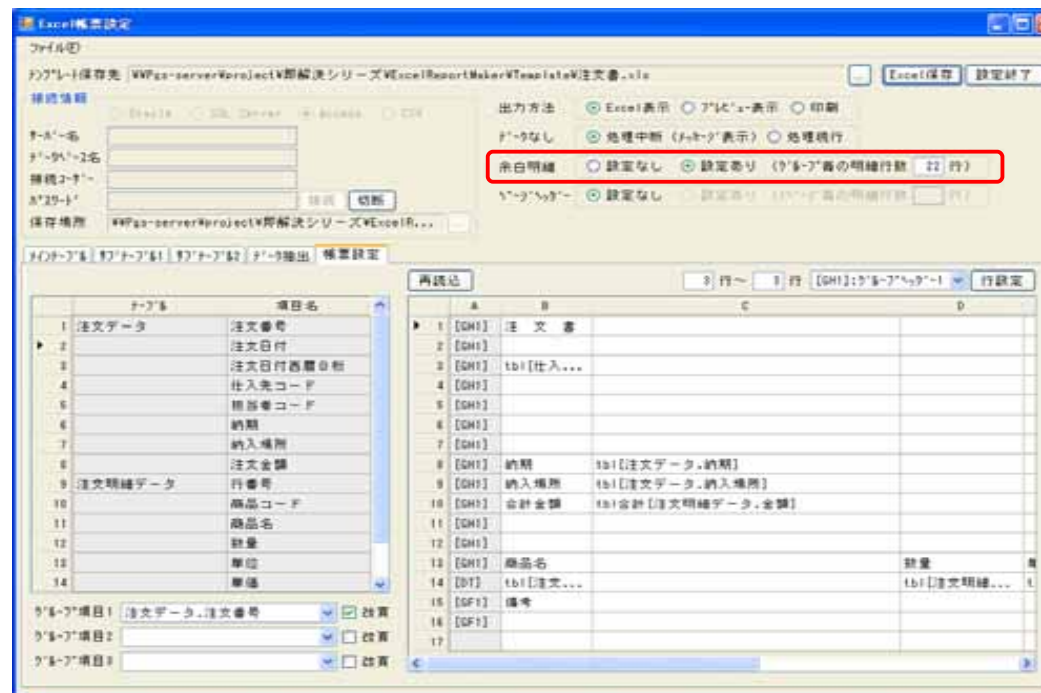 Excel帳票設定
ファイル(F)
ﾃﾝﾌﾟﾚｰﾄ保存先 ¥¥Pgs-server¥project¥即解決シリーズ¥ExcelReportMaker¥Template¥注文書.xls ... Excel保存 設定終了
接続情報
Oracle SQL Server Access CSV
ｻｰﾊﾞｰ名
ﾃﾞｰﾀﾍﾞｰｽ名
接続ﾕｰｻﾞｰ
ﾊﾟｽﾜｰﾄﾞ 接続 切断
保存場所 ¥¥Pgs-server¥project¥即解決シリーズ¥ExcelR... ...
出力方法 Excel表示 ﾌﾟﾚﾋﾞｭｰ表示 印刷
ﾃﾞｰﾀなし 処理中断 (ﾒｯｾｰｼﾞ表示) 処理続行
余白明細 設定なし 設定あり (ｸﾞﾙｰﾌﾟ毎の明細行数 22 行)
ﾍﾟｰｼﾞﾍｯﾀﾞｰ 設定なし 設定あり (1ﾍﾟｰｼﾞ毎の明細行数 行)
ﾒｲﾝﾃｰﾌﾞﾙ ｻﾌﾞﾃｰﾌﾞﾙ1 ｻﾌﾞﾃｰﾌﾞﾙ2 ﾃﾞｰﾀ抽出 帳票設定
再読込 3 行～ 3 行 [GH1]:ｸﾞﾙｰﾌﾟﾍｯﾀﾞｰ1 行設定
ﾃｰﾌﾞﾙ 項目名
1 注文データ 注文番号
2 注文日付
3 注文日付西暦８桁
4 仕入先コード
5 担当者コード
6 納期
7 納入場所
8 注文金額
9 注文明細データ 行番号
10 商品コード
11 商品名
12 数量
13 単位
14 単価
ｸﾞﾙｰﾌﾟ項目1 注文データ.注文番号 改頁
ｸﾞﾙｰﾌﾟ項目2 改頁
ｸﾞﾙｰﾌﾟ項目3 改頁
A B C D
1 [GH1] 注 文 書
2 [GH1]
3 [GH1] tbl[仕入...
4 [GH1]
5 [GH1]
6 [GH1]
7 [GH1]
8 [GH1] 納期 tbl[注文データ.納期]
9 [GH1] 納入場所 tbl[注文データ.納入場所]
10 [GH1] 合計金額 tbl合計[注文明細データ.金額]
11 [GH1]
12 [GH1]
13 [GH1] 商品名 数量
14 [DT] tbl[注文... tbl[注文明細... t
15 [GF1] 備考
16 [GF1]
17